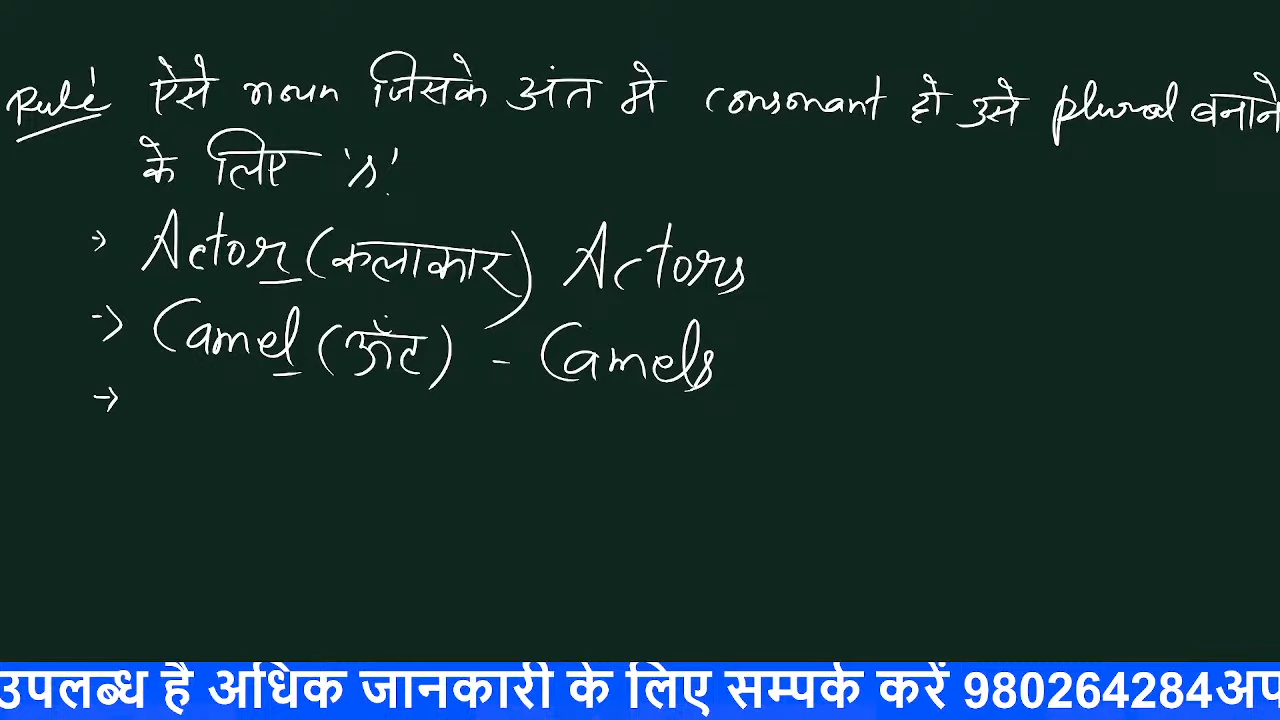 Rule ऐसे noun जिसके अंत मे consonant हो उसे plural बनाने
के लिए 's'
→ Actor (कलाकार) Actors
→ Camel (ऊँट) - Camels
→
उपलब्ध है अधिक जानकारी के लिए सम्पर्क करें 980264284अप